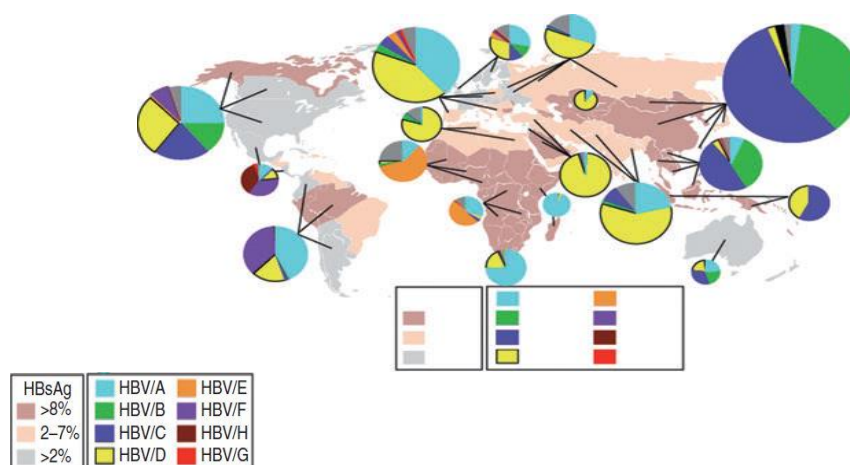 HBsAg
>8%
2–7%
>2%
HBV/A
HBV/B
HBV/C
HBV/D
HBV/E
HBV/F
HBV/H
HBV/G